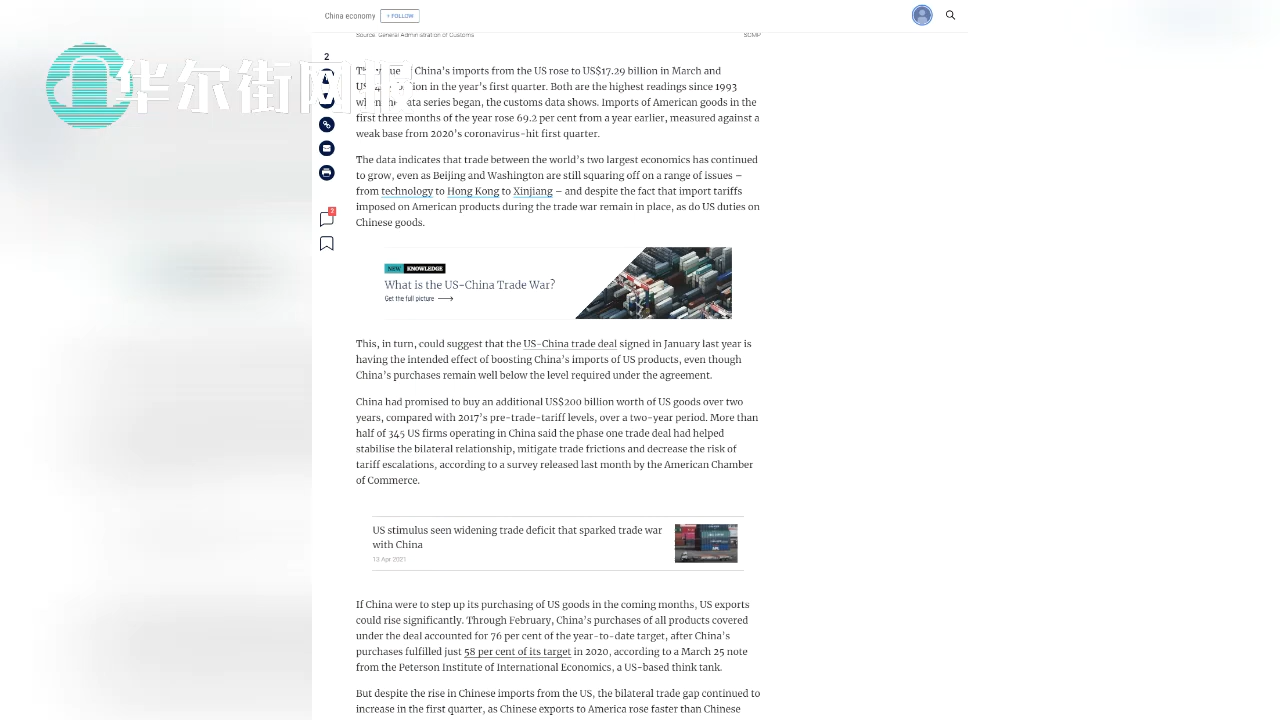 China economy + FOLLOW
Source: General Administration of Customs SCMP
2
华尔街网
China's imports from the US rose to US$17.29 billion in March and
in the year's first quarter. Both are the highest readings since 1993
when the data series began, the customs data shows. Imports of American goods in the
first three months of the year rose 69.2 per cent from a year earlier, measured against a
weak base from 2020's coronavirus-hit first quarter.
The data indicates that trade between the world's two largest economics has continued
to grow, even as Beijing and Washington are still squaring off on a range of issues –
from technology to Hong Kong to Xinjiang – and despite the fact that import tariffs
imposed on American products during the trade war remain in place, as do US duties on
2
Chinese goods.
NEW KNOWLEDGE
What is the US-China Trade War?
Get the full picture
This, in turn, could suggest that the US-China trade deal signed in January last year is
having the intended effect of boosting China's imports of US products, even though
China's purchases remain well below the level required under the agreement.
China had promised to buy an additional US$200 billion worth of US goods over two
years, compared with 2017's pre-trade-tariff levels, over a two-year period. More than
half of 345 US firms operating in China said the phase one trade deal had helped
stabilise the bilateral relationship, mitigate trade frictions and decrease the risk of
tariff escalations, according to a survey released last month by the American Chamber
of Commerce.
US stimulus seen widening trade deficit that sparked trade war
with China
13 Apr 2021
If China were to step up its purchasing of US goods in the coming months, US exports
could rise significantly. Through February, China's purchases of all products covered
under the deal accounted for 76 per cent of the year-to-date target, after China's
purchases fulfilled just 58 per cent of its target in 2020, according to a March 25 note
from the Peterson Institute of International Economics, a US-based think tank.
But despite the rise in Chinese imports from the US, the bilateral trade gap continued to
increase in the first quarter, as Chinese exports to America rose faster than Chinese